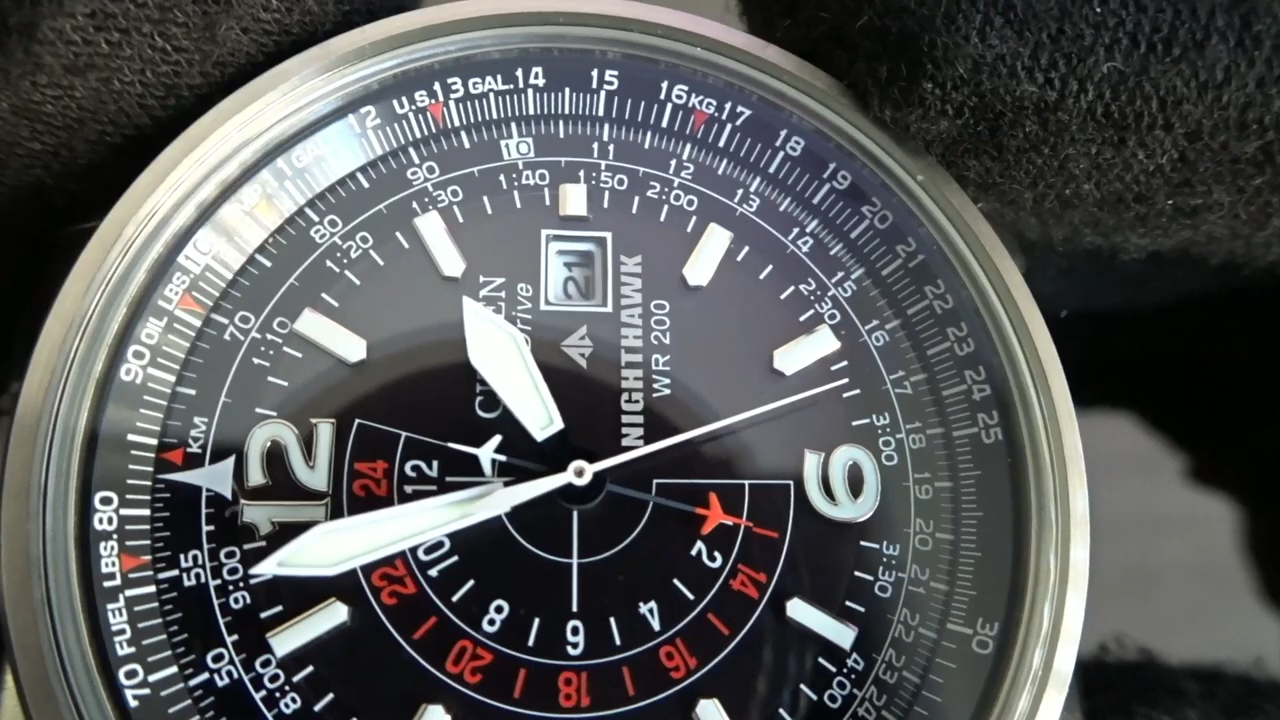 70 FUEL LBS. 80
90 OIL LBS. 10
12 U.S. 13 GAL. 14 15 16 KG. 17 18 19 20 21 22 23 24 25 30
KM
50 55 70 80 90 10 11 12 13 14 15 16 17 18 19 20 21 22 23 24
8:00 9:00 1:10 1:20 1:30 1:40 1:50 2:00 2:30 3:00 3:30 4:00
12
6
21
NIGHTHAWK
WR 200
24 22 20 18 16 14
12 10 8 6 4 2